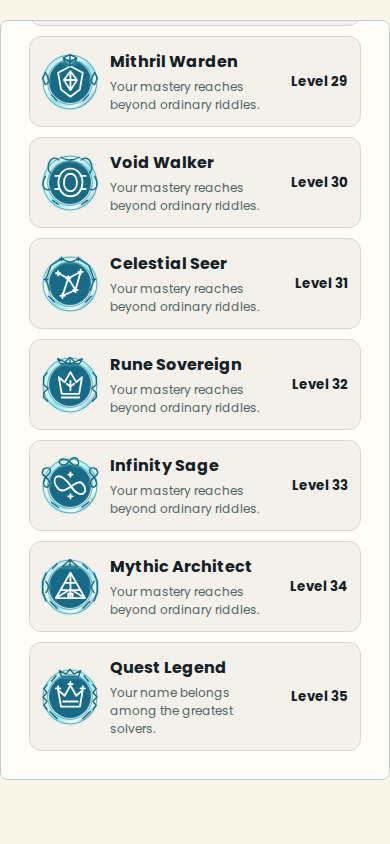 Mithril Warden
Your mastery reaches
beyond ordinary riddles.
Level 29
Void Walker
Your mastery reaches
beyond ordinary riddles.
Level 30
Celestial Seer
Your mastery reaches
beyond ordinary riddles.
Level 31
Rune Sovereign
Your mastery reaches
beyond ordinary riddles.
Level 32
Infinity Sage
Your mastery reaches
beyond ordinary riddles.
Level 33
Mythic Architect
Your mastery reaches
beyond ordinary riddles.
Level 34
Quest Legend
Your name belongs
among the greatest
solvers.
Level 35